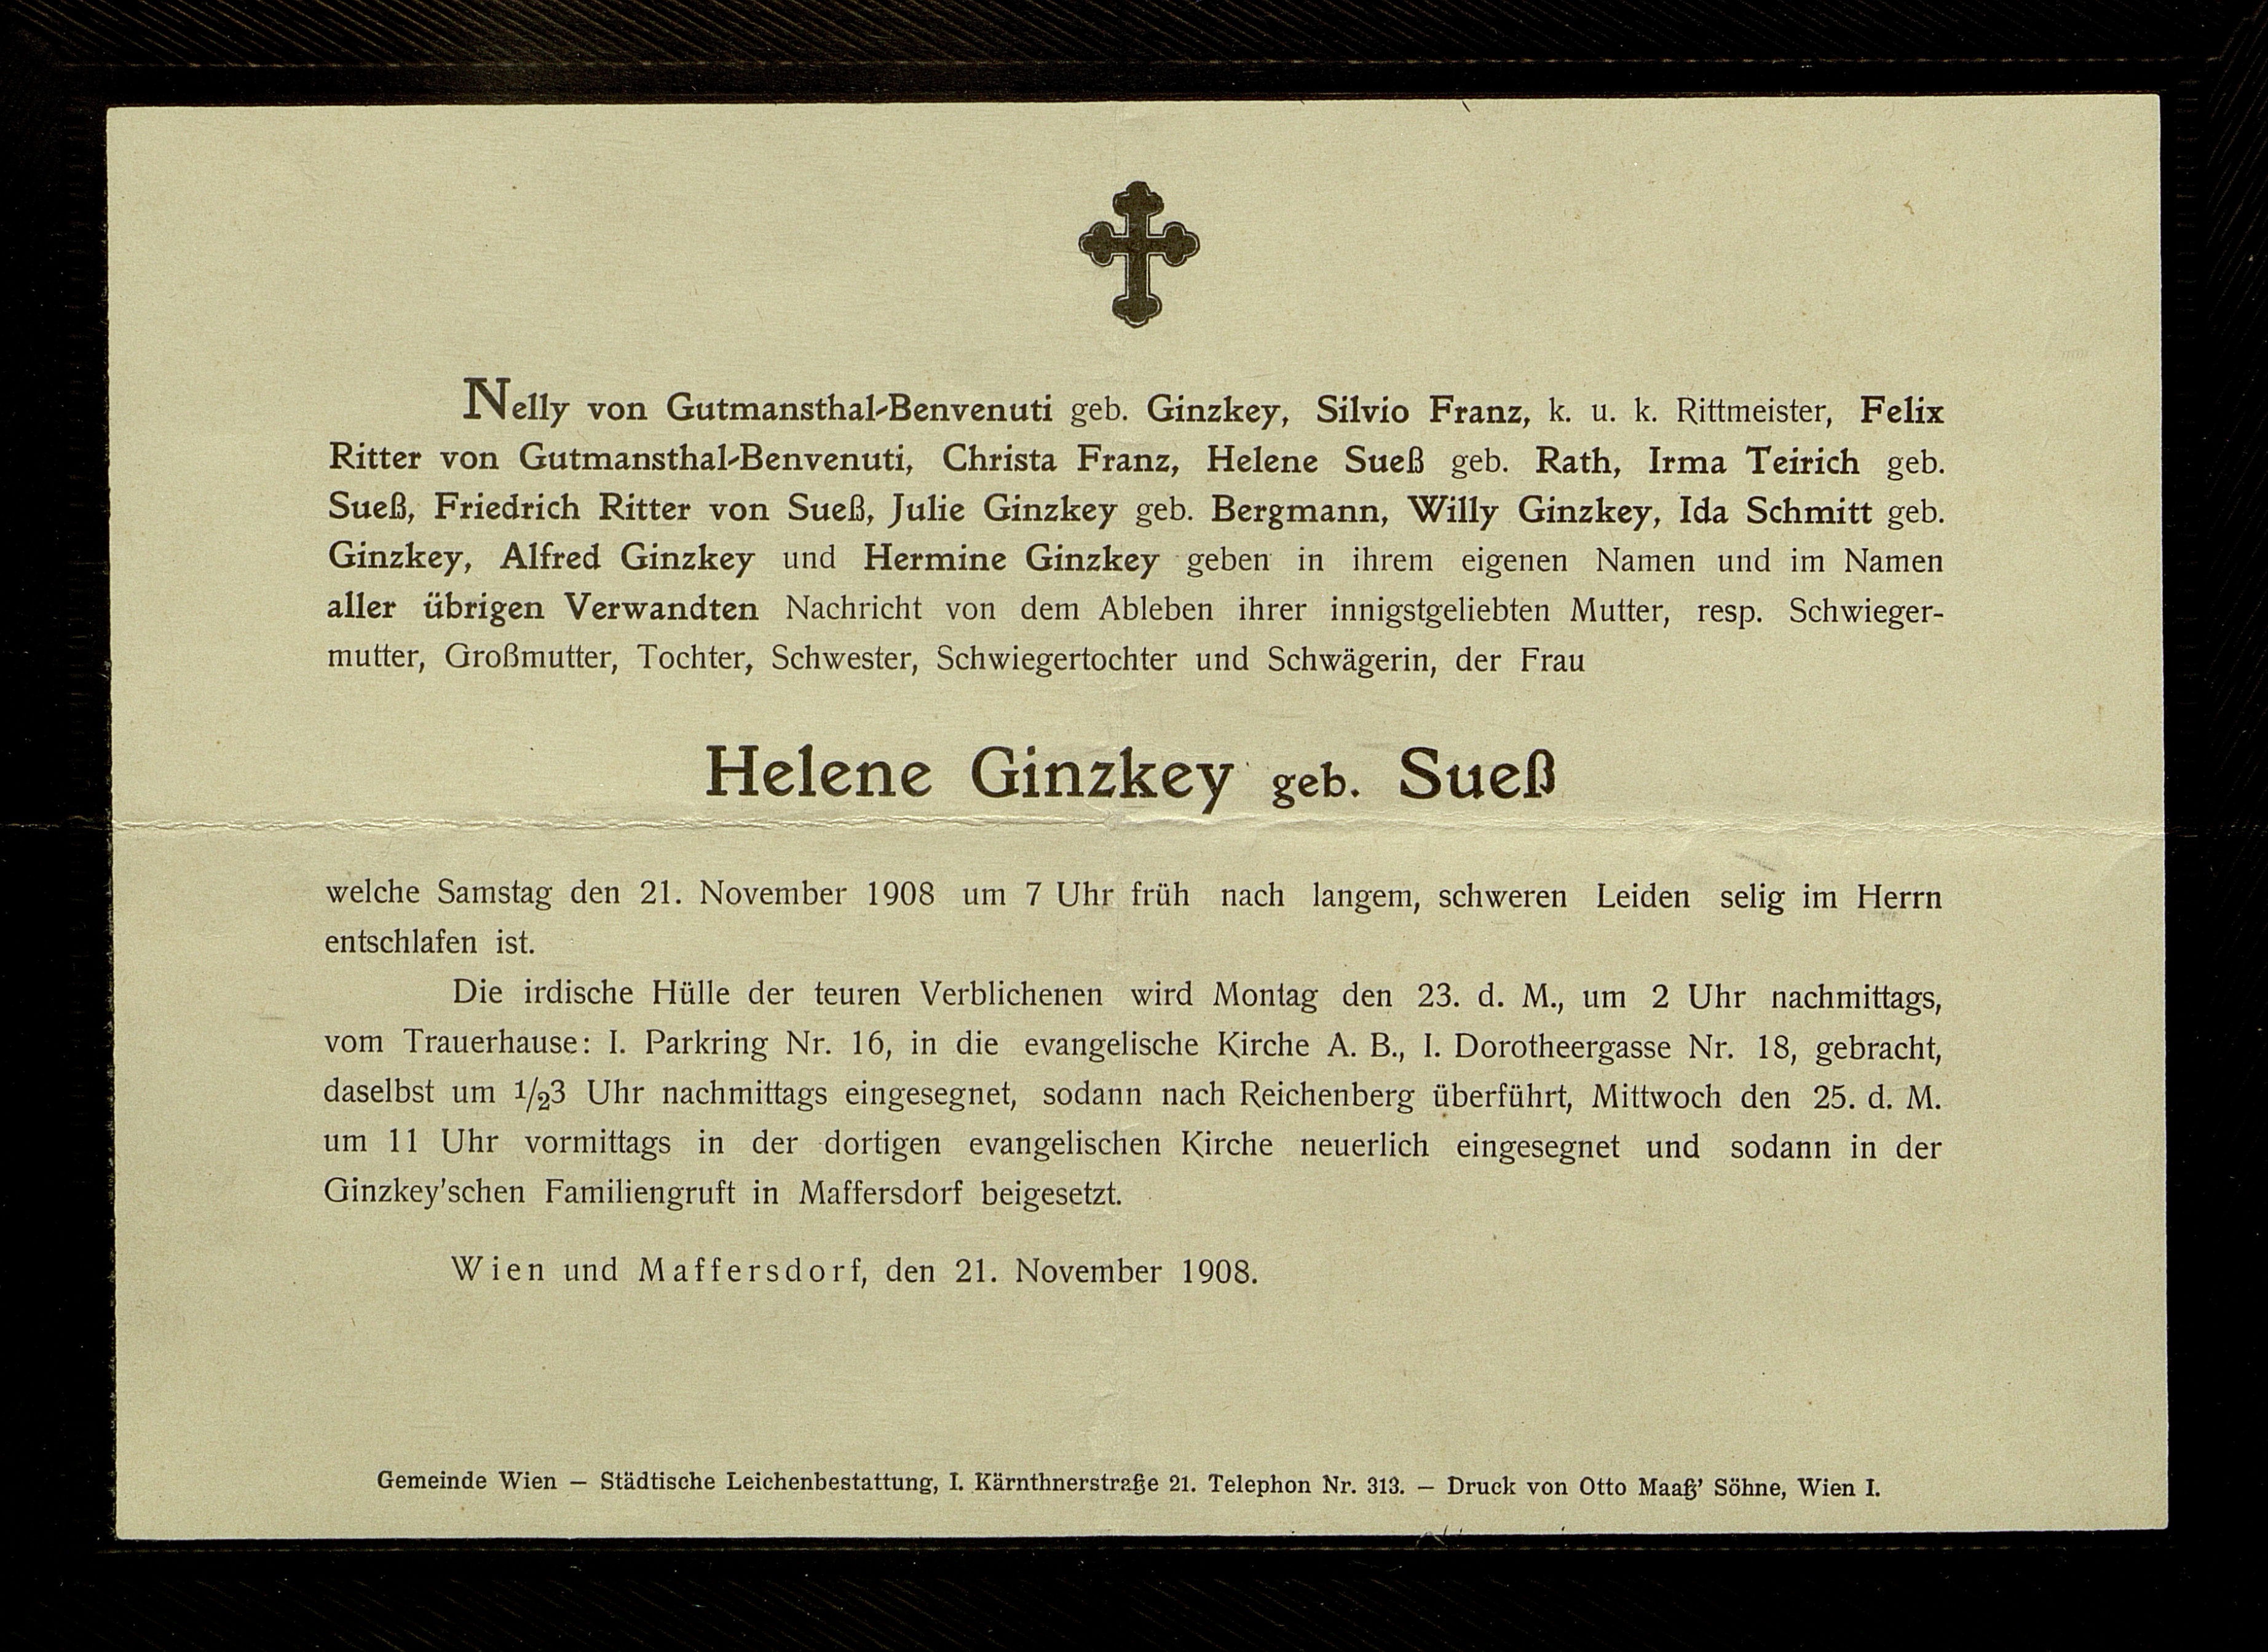 Nelly von Gutmansthal-Benvenuti geb. Ginzkey, Silvio Franz, k. u. k. Rittmeister, Felix
Ritter von Gutmansthal-Benvenuti, Christa Franz, Helene Sueß geb. Rath, Irma Teirich geb.
Sueß, Friedrich Ritter von Sueß, Julie Ginzkey geb. Bergmann, Willy Ginzkey, Ida Schmitt geb.
Ginzkey, Alfred Ginzkey und Hermine Ginzkey geben in ihrem eigenen Namen und im Namen
aller übrigen Verwandten Nachricht von dem Ableben ihrer innigstgeliebten Mutter, resp. Schwieger-
mutter, Großmutter, Tochter, Schwester, Schwiegertochter und Schwägerin, der Frau
Helene Ginzkey geb. Sueß
welche Samstag den 21. November 1908 um 7 Uhr früh nach langem, schweren Leiden selig im Herrn
entschlafen ist.
Die irdische Hülle der teuren Verblichenen wird Montag den 23. d. M., um 2 Uhr nachmittags,
vom Trauerhause: I. Parkring Nr. 16, in die evangelische Kirche A. B., I. Dorotheergasse Nr. 18, gebracht,
daselbst um 1/23 Uhr nachmittags eingesegnet, sodann nach Reichenberg überführt, Mittwoch den 25. d. M.
um 11 Uhr vormittags in der dortigen evangelischen Kirche neuerlich eingesegnet und sodann in der
Ginzkey'schen Familiengruft in Maffersdorf beigesetzt.
Wien und Maffersdorf, den 21. November 1908.
Gemeinde Wien — Städtische Leichenbestattung, I. Kärnthnerstraße 21. Telephon Nr. 313. — Druck von Otto Maaß' Söhne, Wien I.